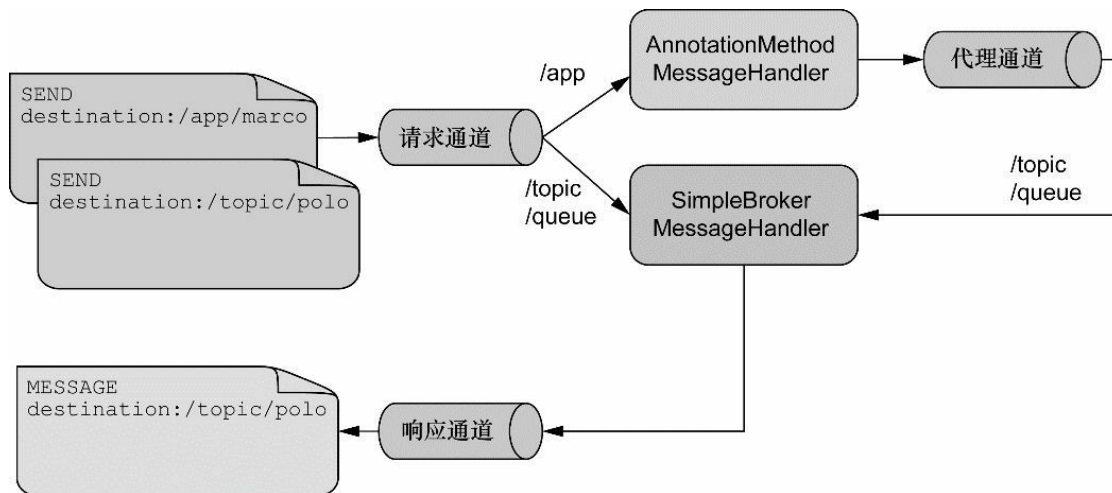 SEND
destination:/app/marco
SEND
destination:/topic/polo
请求通道
/app
/topic
/queue
AnnotationMethod
MessageHandler
代理通道
SimpleBroker
MessageHandler
/topic
/queue
MESSAGE
destination:/topic/polo
响应通道